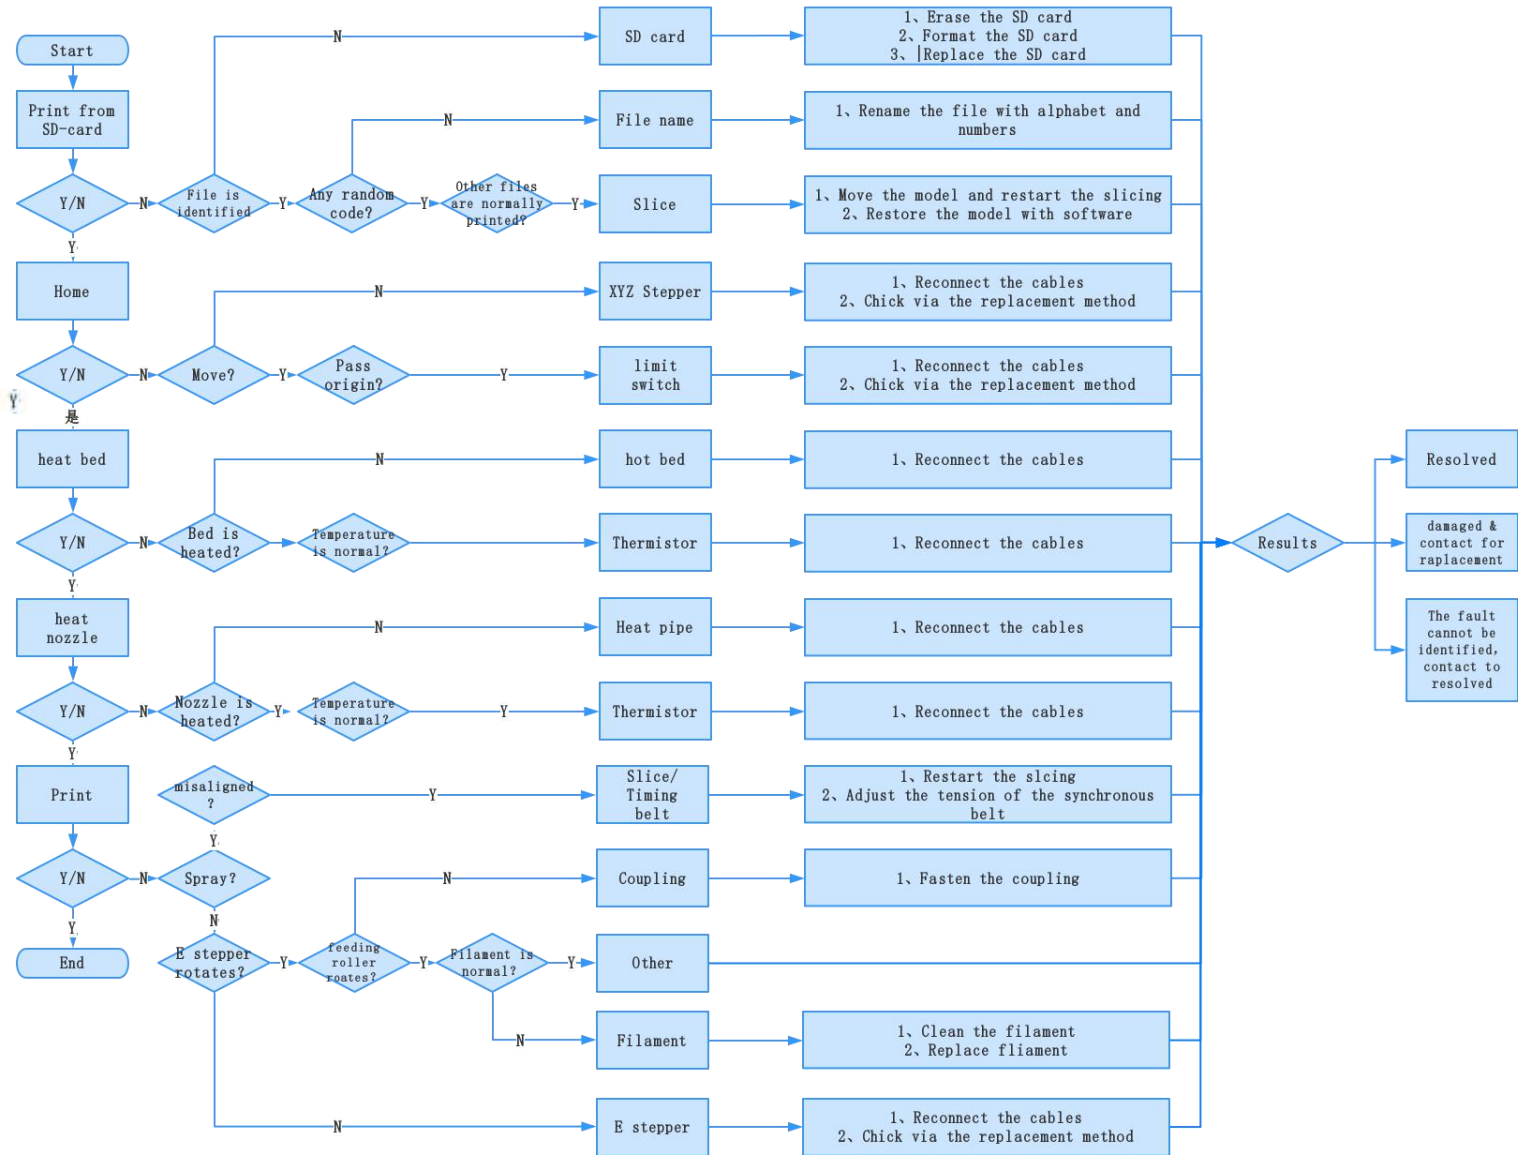 Start
N
SD card
1、Erase the SD card
2、Format the SD card
3、|Replace the SD card
Print from
SD-card
N
File name
1、Rename the file with alphabet and
numbers
Y/N
N
File is
identified
Y
Any random
code?
Y
Other files
are normally
printed?
Y
Slice
1、Move the model and restart the slicing
2、Restore the model with software
Y
Home
N
XYZ Stepper
1、Reconnect the cables
2、Chick via the replacement method
Y/N
N
Move?
Y
Pass
origin?
Y
limit
switch
1、Reconnect the cables
2、Chick via the replacement method
Y
是
heat bed
N
hot bed
1、Reconnect the cables
Resolved
Y/N
N
Bed is
heated?
Temperature
is normal?
Thermistor
1、Reconnect the cables
Results
damaged &
contact for
raplacement
Y
heat
nozzle
N
Heat pipe
1、Reconnect the cables
The fault
cannot be
identified,
contact to
resolved
Y/N
N
Nozzle is
heated?
Y
Temperature
is normal?
Y
Thermistor
1、Reconnect the cables
Y
Print
misaligned
?
Y
Slice/
Timing
belt
1、Restart the slcing
2、Adjust the tension of the synchronous
belt
Y
Y/N
N
Spray?
N
Coupling
1、Fasten the coupling
Y
N
End
E stepper
rotates?
Y
feeding
roller
roates?
Y
Filament is
normal?
Y
Other
N
Filament
1、Clean the filament
2、Replace fliament
N
E stepper
1、Reconnect the cables
2、Chick via the replacement method